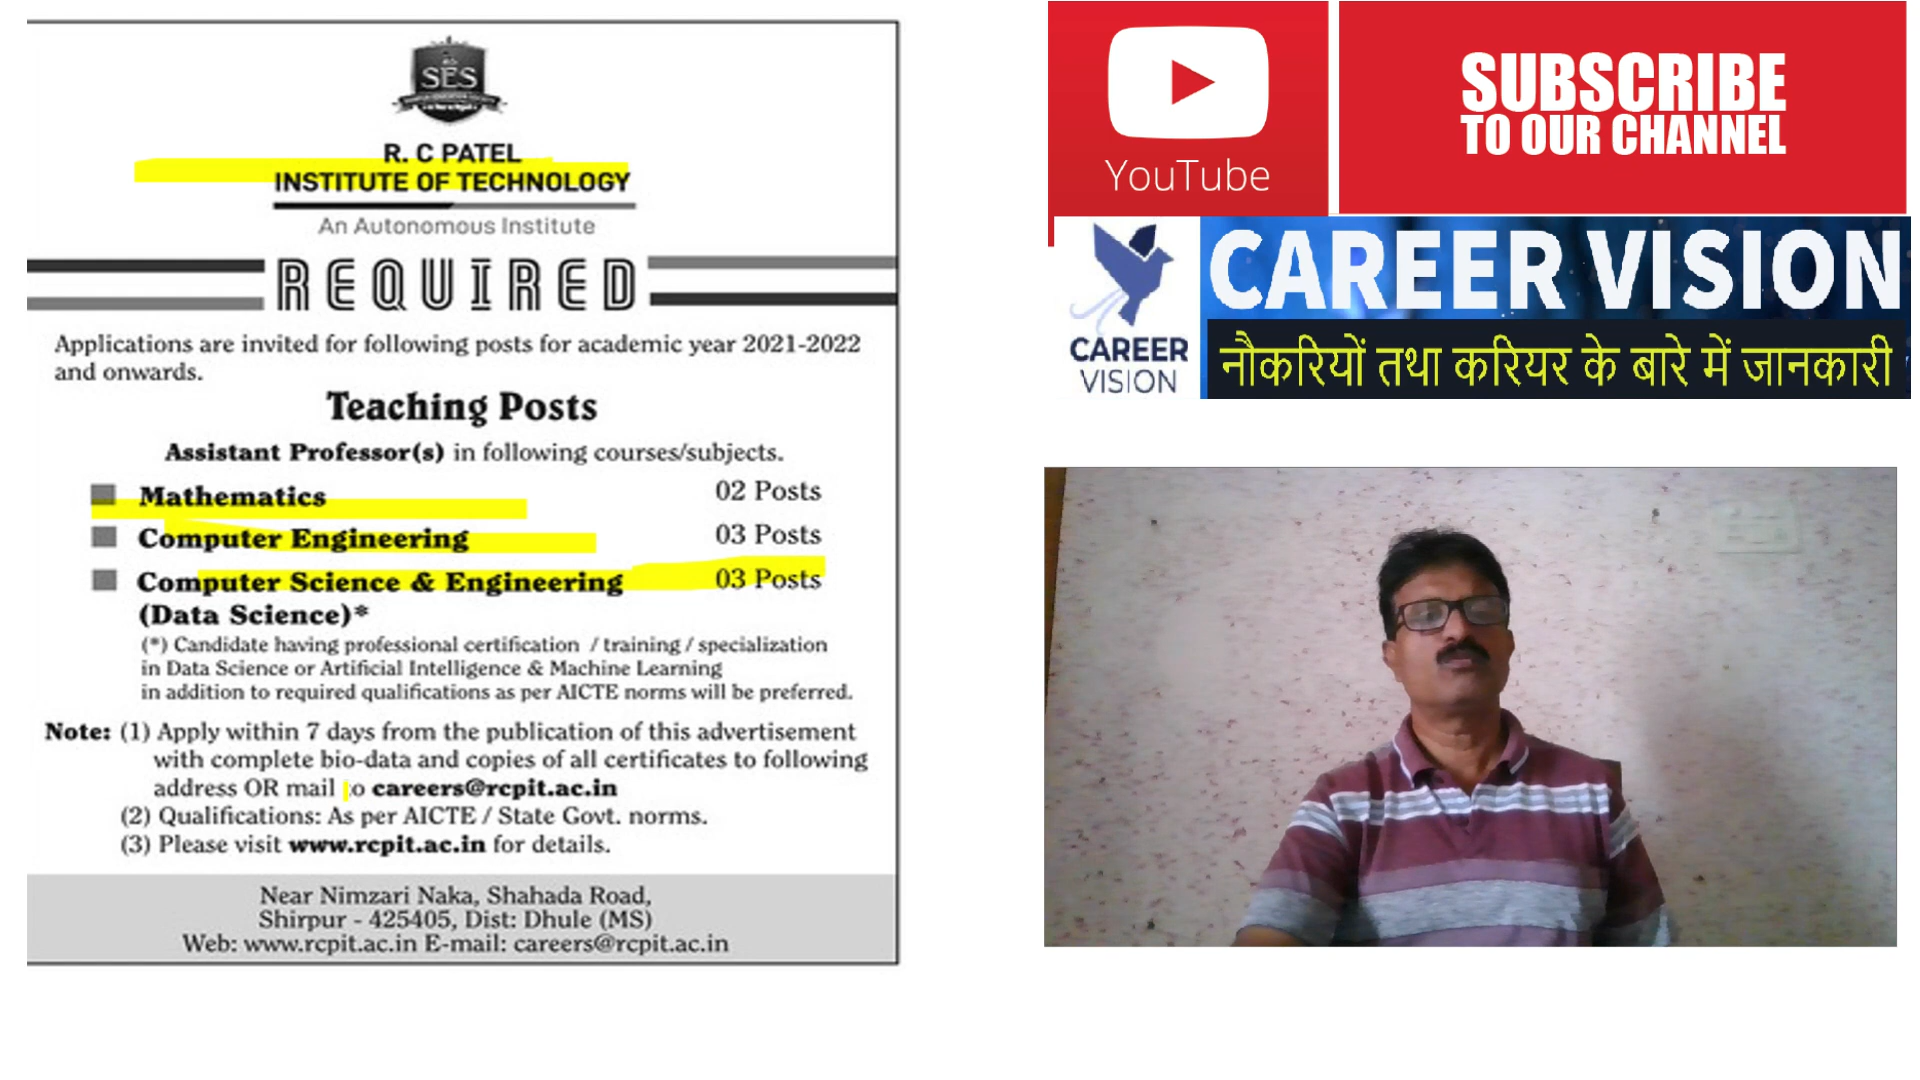 SES
R. C PATEL
INSTITUTE OF TECHNOLOGY
An Autonomous Institute
REQUIRED
Applications are invited for following posts for academic year 2021-2022
and onwards.
Teaching Posts
Assistant Professor(s) in following courses/subjects.
Mathematics 02 Posts
Computer Engineering 03 Posts
Computer Science & Engineering 03 Posts
(Data Science)*
(*) Candidate having professional certification / training / specialization
in Data Science or Artificial Intelligence & Machine Learning
in addition to required qualifications as per AICTE norms will be preferred.
Note: (1) Apply within 7 days from the publication of this advertisement
with complete bio-data and copies of all certificates to following
address OR mail to careers@rcpit.ac.in
(2) Qualifications: As per AICTE / State Govt. norms.
(3) Please visit www.rcpit.ac.in for details.
Near Nimzari Naka, Shahada Road,
Shirpur - 425405, Dist: Dhule (MS)
Web: www.rcpit.ac.in E-mail: careers@rcpit.ac.in
YouTube
SUBSCRIBE
TO OUR CHANNEL
CAREER
VISION
CAREER VISION
नौकरियों तथा करियर के बारे में जानकारी